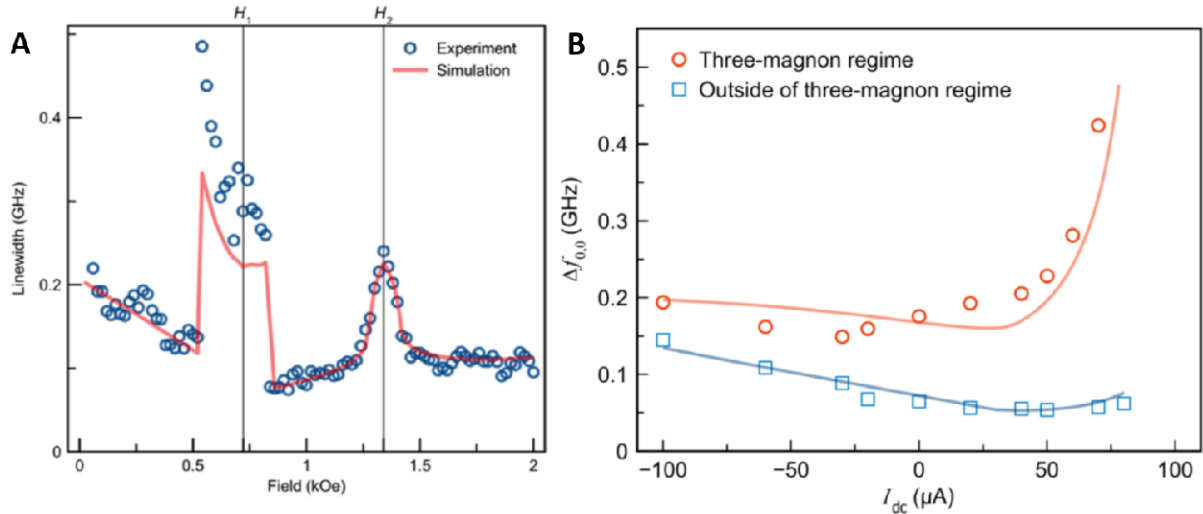 A
H₁
H₂
Experiment
Simulation
Linewidth (GHz)
0.4
0.2
0
0
0.5
1
1.5
2
Field (kOe)
B
Three-magnon regime
Outside of three-magnon regime
Δf₀,₀ (GHz)
0.5
0.4
0.3
0.2
0.1
0
−100
−50
0
50
100
I_dc (μA)